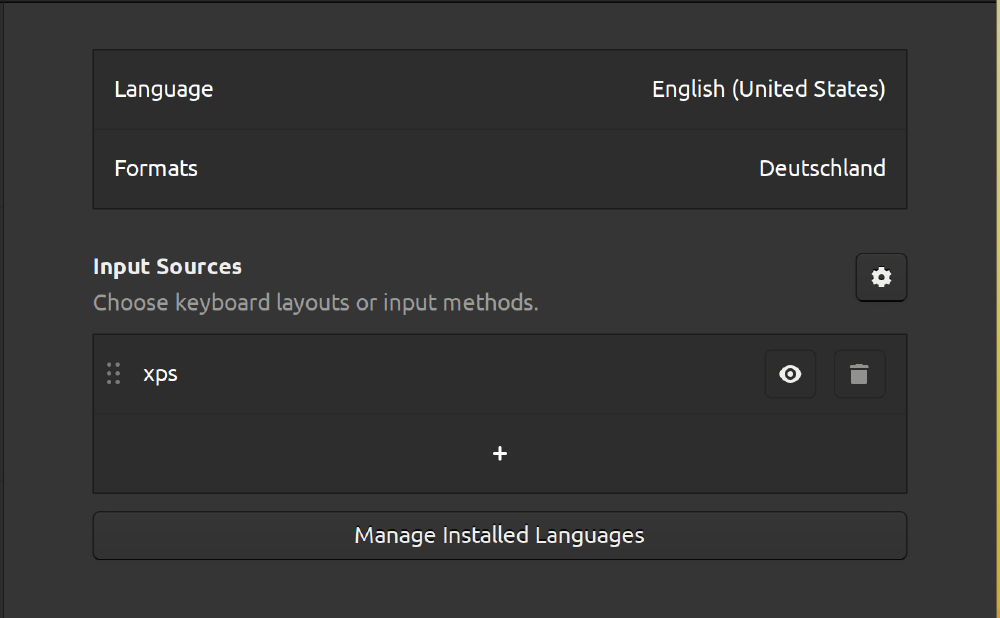 Language English (United States)
Formats Deutschland
Input Sources
Choose keyboard layouts or input methods.
xps
+
Manage Installed Languages